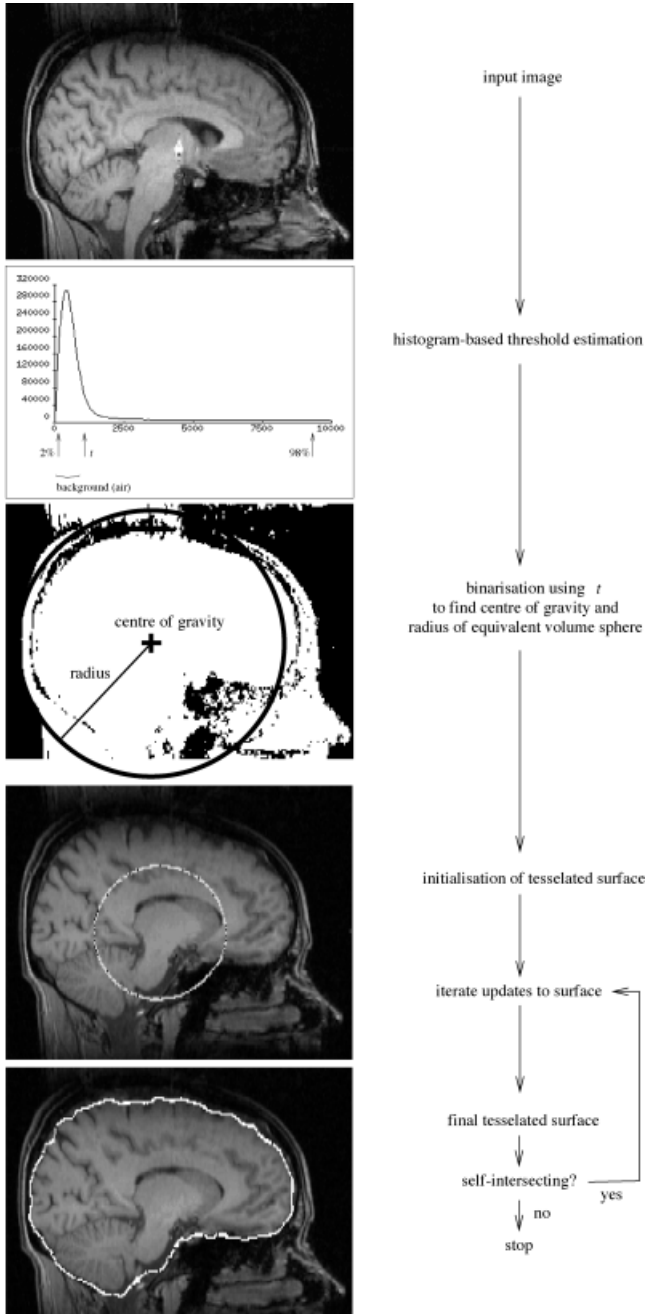 input image
320000
280000
240000
200000
160000
120000
80000
40000
0
0 2500 5000 7500 10000
2% t 98%
background (air)
histogram-based threshold estimation
centre of gravity
radius
binarisation using t
to find centre of gravity and
radius of equivalent volume sphere
initialisation of tesselated surface
iterate updates to surface
final tesselated surface
self-intersecting?
yes
no
stop